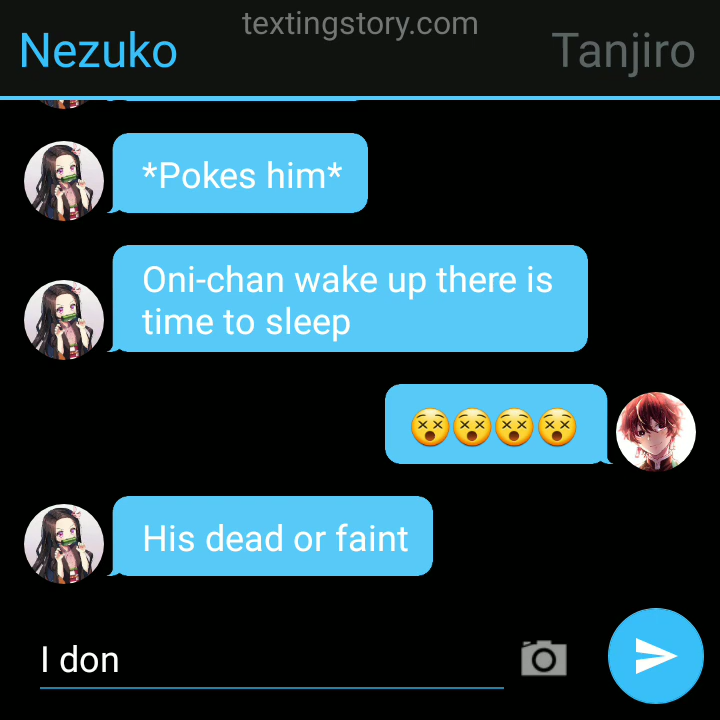 textingstory.com
Nezuko
Tanjiro
*Pokes him*
Oni-chan wake up there is
time to sleep
😵😵😵😵
His dead or faint
I don